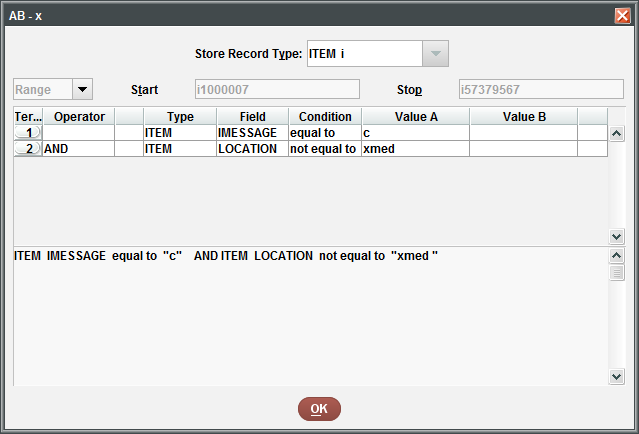 AB - x
Store Record Type: ITEM i
Range Start i1000007 Stop i57379567
Ter... Operator Type Field Condition Value A Value B
1 ITEM IMESSAGE equal to c
2 AND ITEM LOCATION not equal to xmed
ITEM IMESSAGE equal to "c" AND ITEM LOCATION not equal to "xmed "
OK